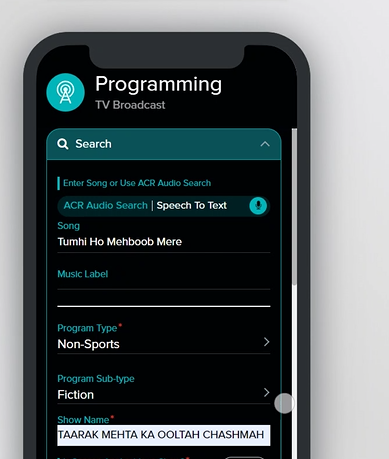 Programming
TV Broadcast
Search
Enter Song or Use ACR Audio Search
ACR Audio Search | Speech To Text
Song
Tumhi Ho Mehboob Mere
Music Label
Program Type*
Non-Sports
Program Sub-type
Fiction
Show Name*
TAARAK MEHTA KA OOLTAH CHASHMAH